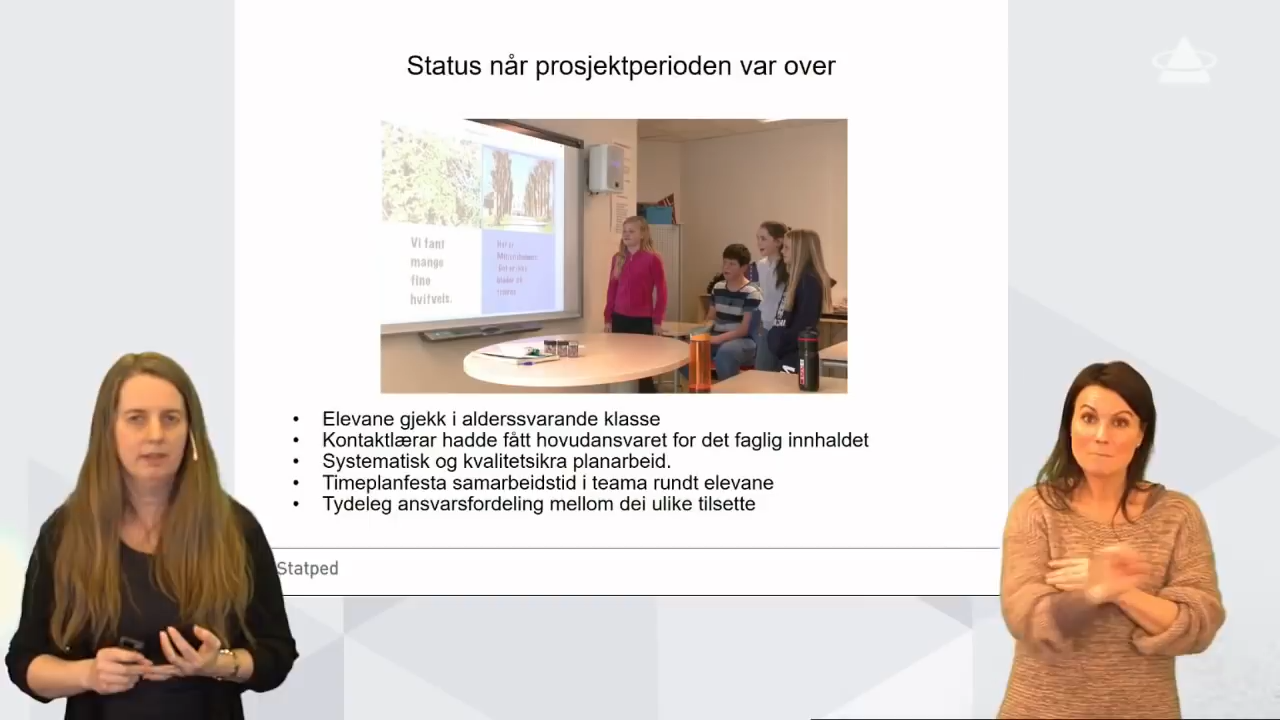 Status når prosjektperioden var over
Vi fant
mange
fine
hvitveis.
• Elevane gjekk i alderssvarande klasse
• Kontaktlærar hadde fått hovudansvaret for det faglig innhaldet
• Systematisk og kvalitetsikra planarbeid.
• Timeplanfesta samarbeidstid i teama rundt elevane
• Tydeleg ansvarsfordeling mellom dei ulike tilsette
Statped